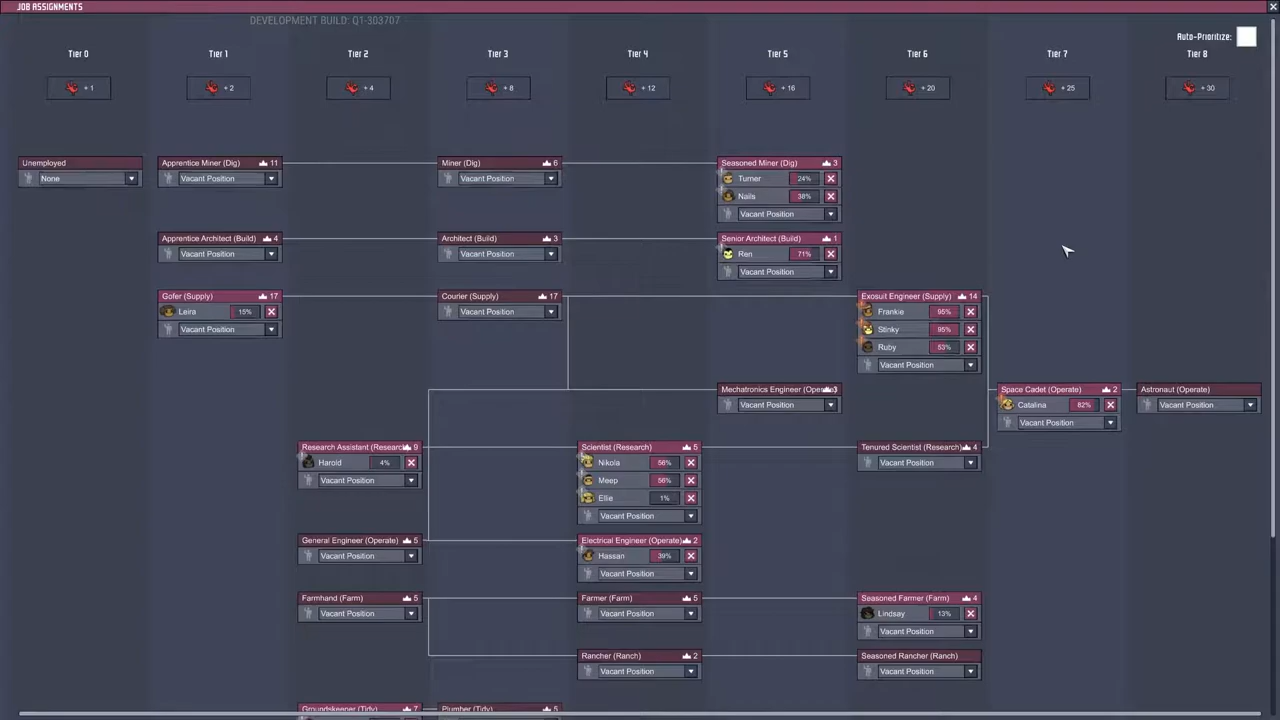 JOB ASSIGNMENTS
DEVELOPMENT BUILD: Q1-303707
Auto-Prioritize:
Tier 0
Tier 1
Tier 2
Tier 3
Tier 4
Tier 5
Tier 6
Tier 7
Tier 8
+ 1
+ 2
+ 4
+ 8
+ 12
+ 16
+ 20
+ 25
+ 30
Unemployed
None
Apprentice Miner (Dig) 11
Vacant Position
Miner (Dig) 6
Vacant Position
Seasoned Miner (Dig) 3
Turner 24%
Nails 38%
Vacant Position
Apprentice Architect (Build) 4
Vacant Position
Architect (Build) 3
Vacant Position
Senior Architect (Build) 1
Ren 71%
Vacant Position
Gofer (Supply) 17
Leira 15%
Vacant Position
Courier (Supply) 17
Vacant Position
Exosuit Engineer (Supply) 14
Frankie 95%
Stinky 95%
Ruby 53%
Vacant Position
Mechatronics Engineer (Operate) 3
Vacant Position
Space Cadet (Operate) 2
Catalina 82%
Vacant Position
Astronaut (Operate)
Vacant Position
Research Assistant (Research) 9
Harold 4%
Vacant Position
Scientist (Research) 5
Nikola 56%
Meep 56%
Ellie 1%
Vacant Position
Tenured Scientist (Research) 4
Vacant Position
General Engineer (Operate) 5
Vacant Position
Electrical Engineer (Operate) 2
Hassan 39%
Vacant Position
Farmhand (Farm) 5
Vacant Position
Farmer (Farm) 5
Vacant Position
Seasoned Farmer (Farm) 4
Lindsay 13%
Vacant Position
Rancher (Ranch) 2
Vacant Position
Seasoned Rancher (Ranch)
Vacant Position
Groundskeeper (Tidy) 7
Plumber (Tidy) 5